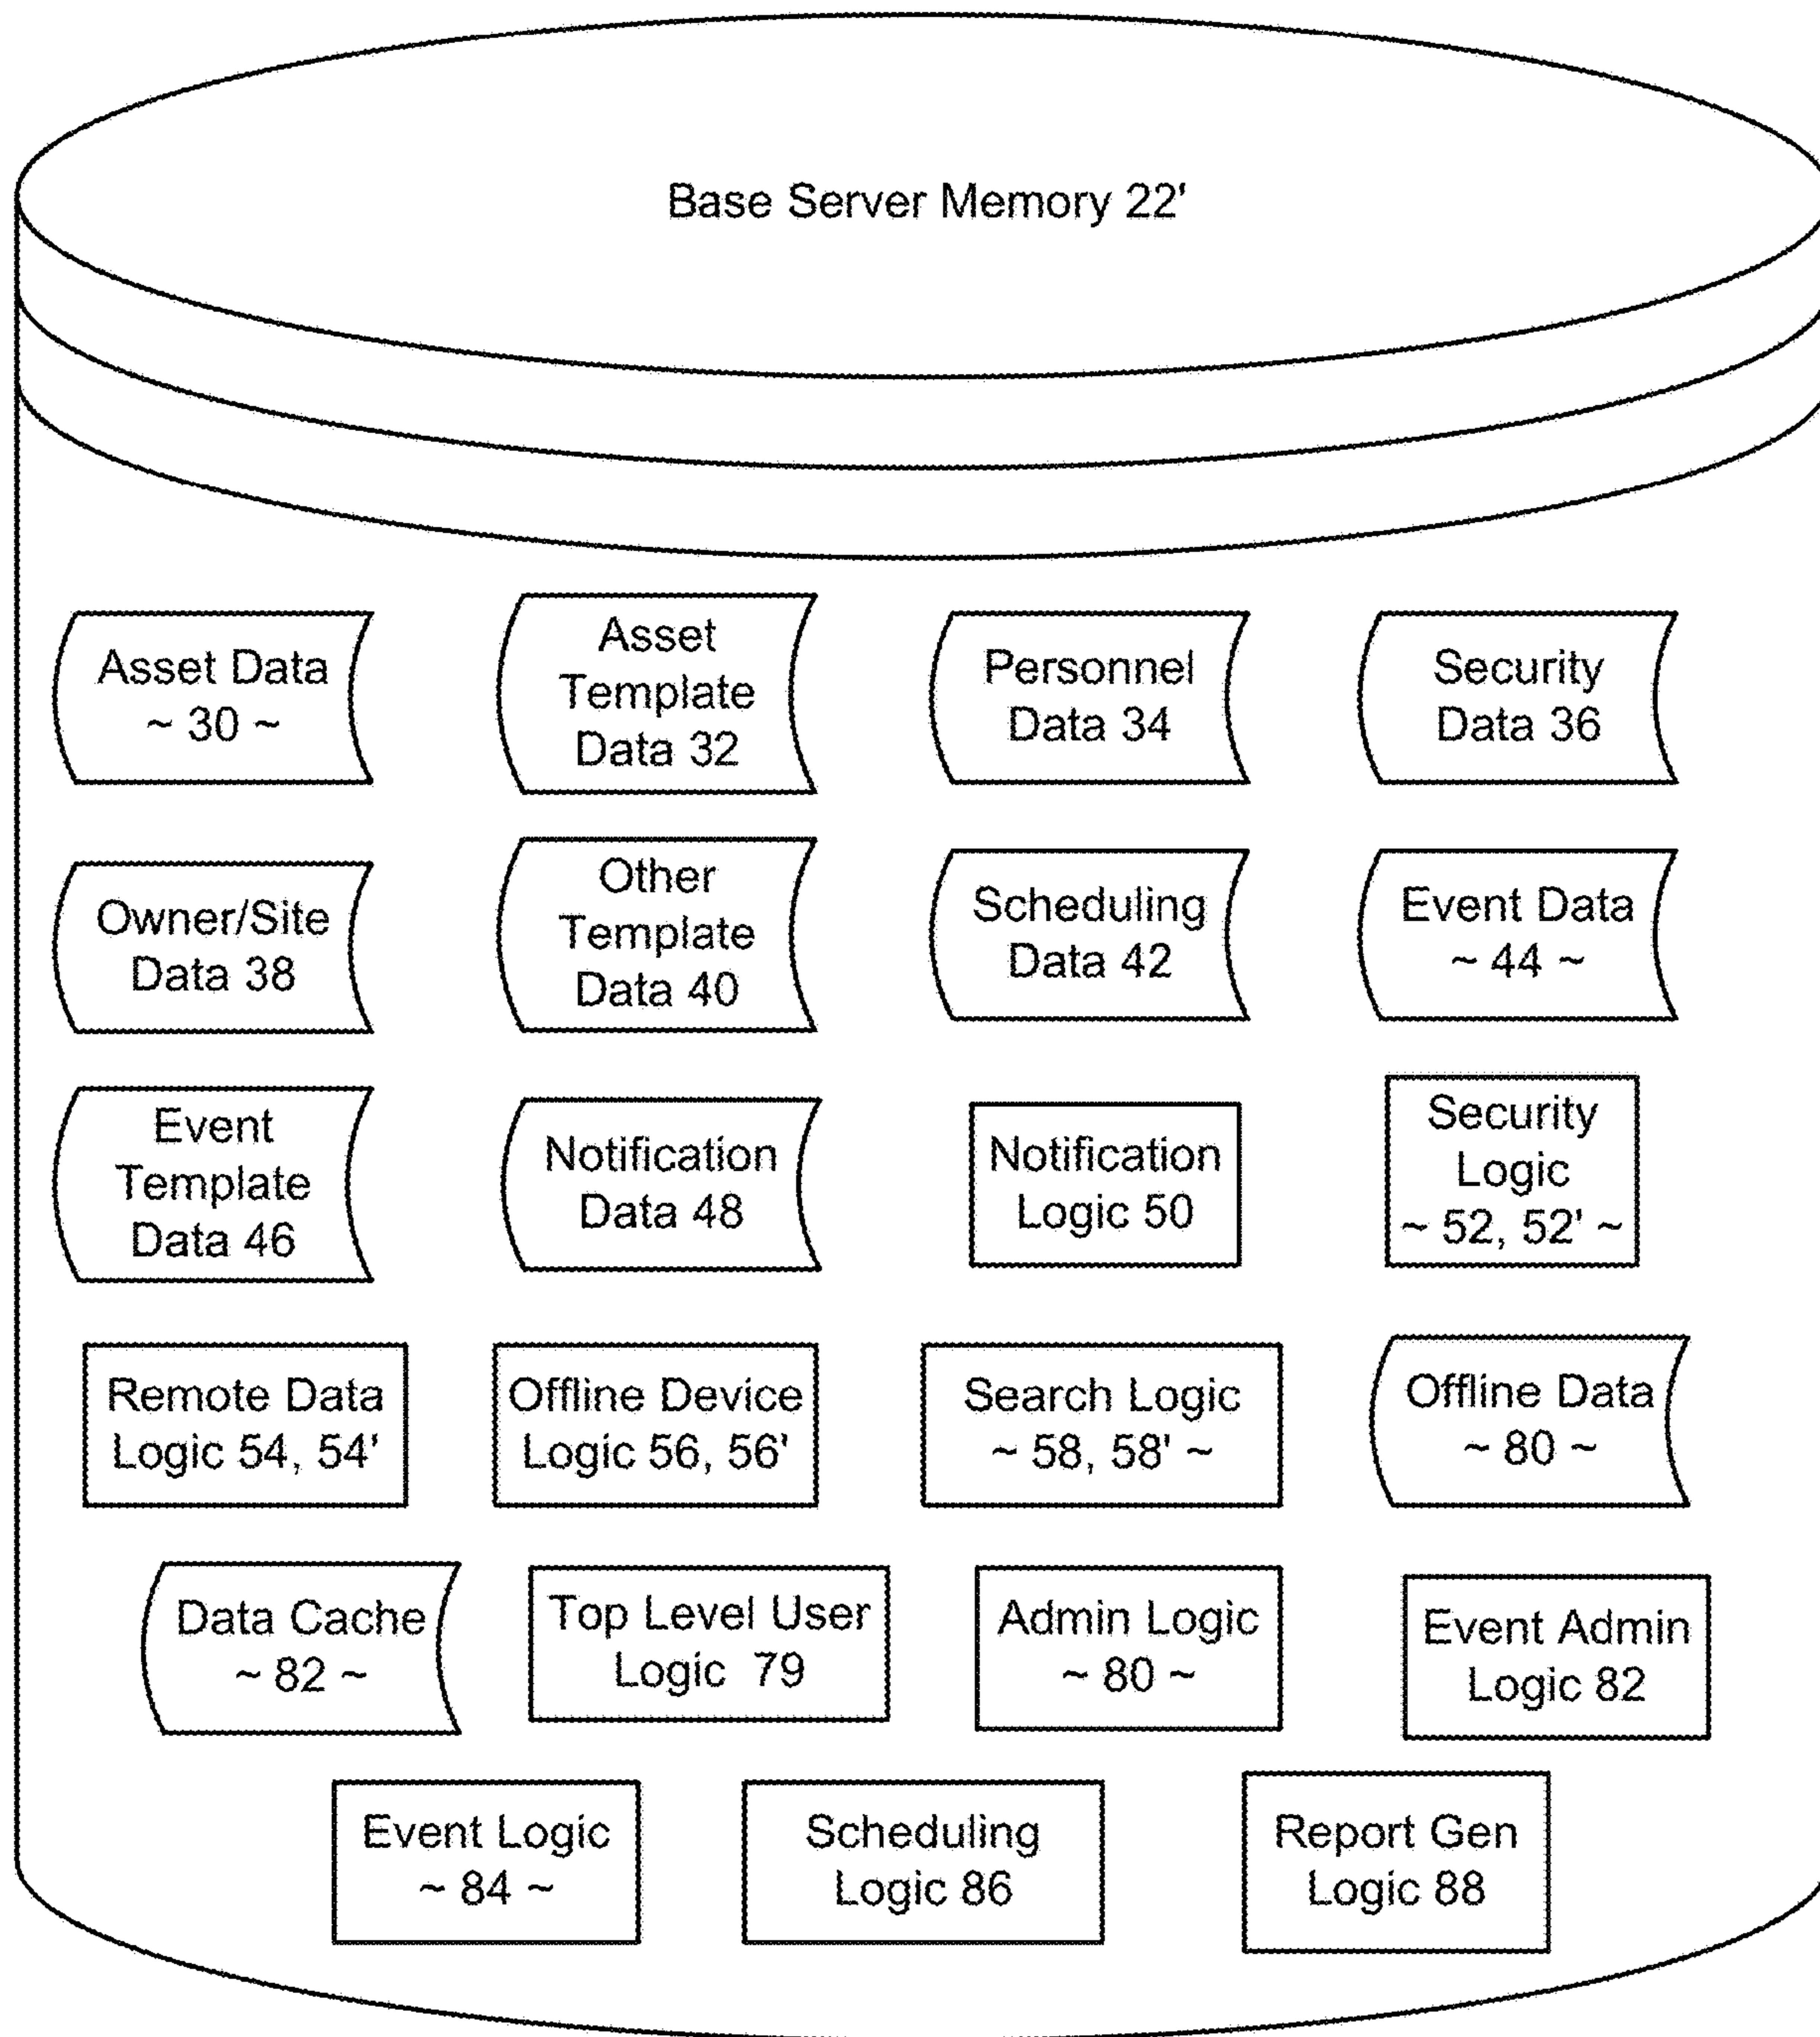 Base Server Memory 22'
Asset Data
~ 30 ~
Asset
Template
Data 32
Personnel
Data 34
Security
Data 36
Owner/Site
Data 38
Other
Template
Data 40
Scheduling
Data 42
Event Data
~ 44 ~
Event
Template
Data 46
Notification
Data 48
Notification
Logic 50
Security
Logic
~ 52, 52' ~
Remote Data
Logic 54, 54'
Offline Device
Logic 56, 56'
Search Logic
~ 58, 58' ~
Offline Data
~ 80 ~
Data Cache
~ 82 ~
Top Level User
Logic 79
Admin Logic
~ 80 ~
Event Admin
Logic 82
Event Logic
~ 84 ~
Scheduling
Logic 86
Report Gen
Logic 88